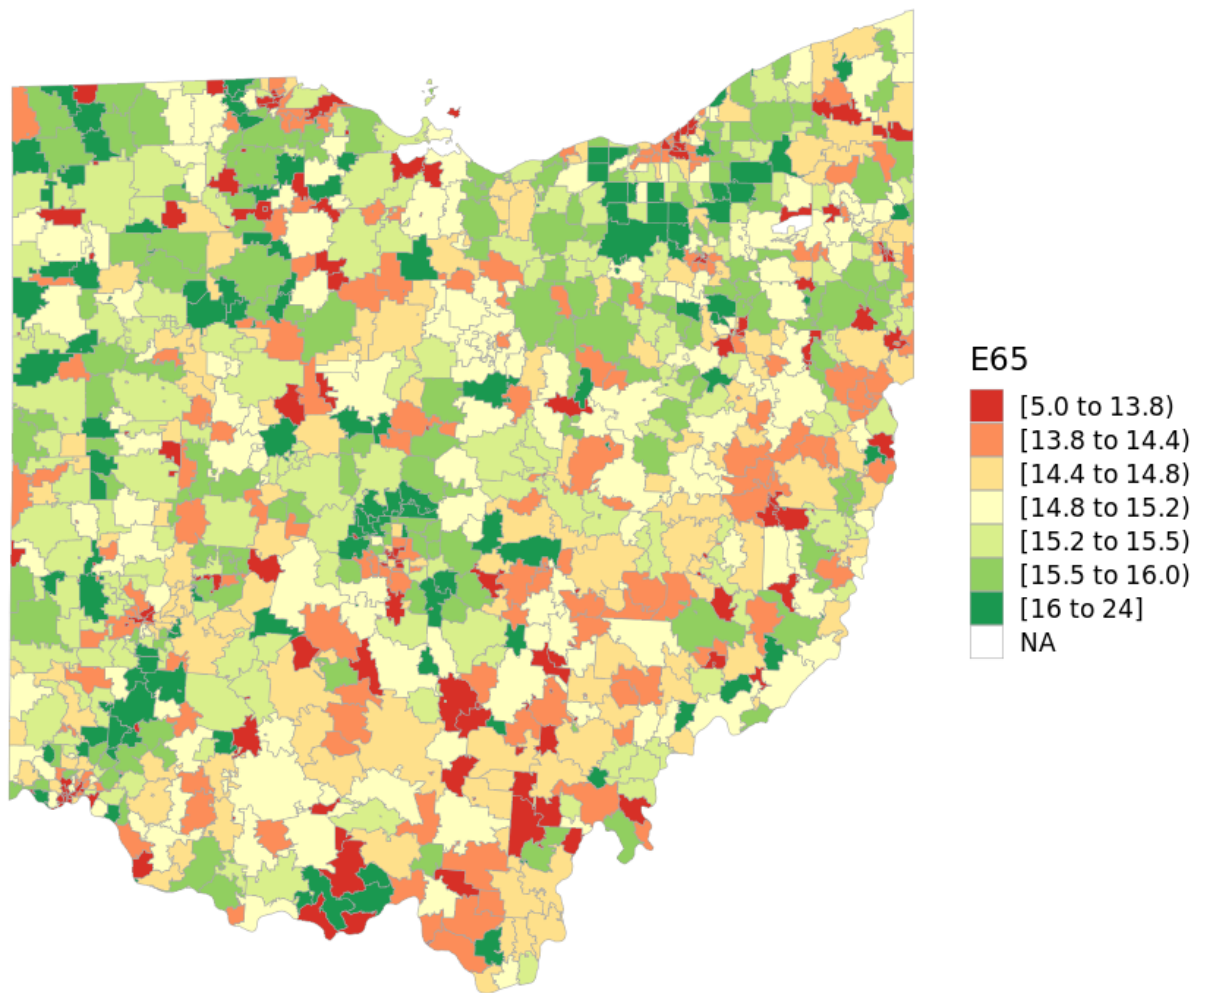 E65
[5.0 to 13.8)
[13.8 to 14.4)
[14.4 to 14.8)
[14.8 to 15.2)
[15.2 to 15.5)
[15.5 to 16.0)
[16 to 24]
NA